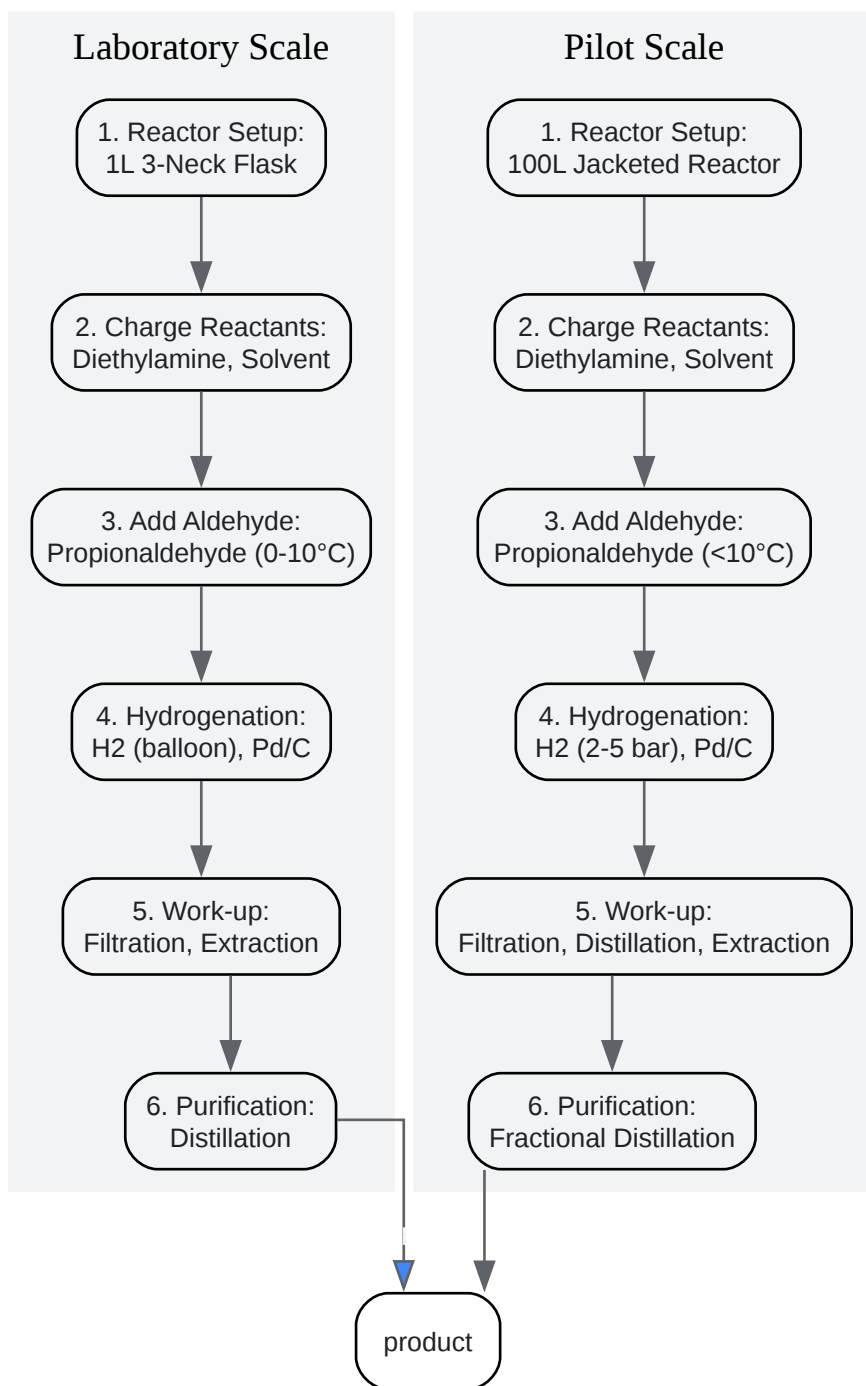 Laboratory Scale
1. Reactor Setup:
1L 3-Neck Flask
2. Charge Reactants:
Diethylamine, Solvent
3. Add Aldehyde:
Propionaldehyde (0-10°C)
4. Hydrogenation:
H2 (balloon), Pd/C
5. Work-up:
Filtration, Extraction
6. Purification:
Distillation
Pilot Scale
1. Reactor Setup:
100L Jacketed Reactor
2. Charge Reactants:
Diethylamine, Solvent
3. Add Aldehyde:
Propionaldehyde (<10°C)
4. Hydrogenation:
H2 (2-5 bar), Pd/C
5. Work-up:
Filtration, Distillation, Extraction
6. Purification:
Fractional Distillation
product